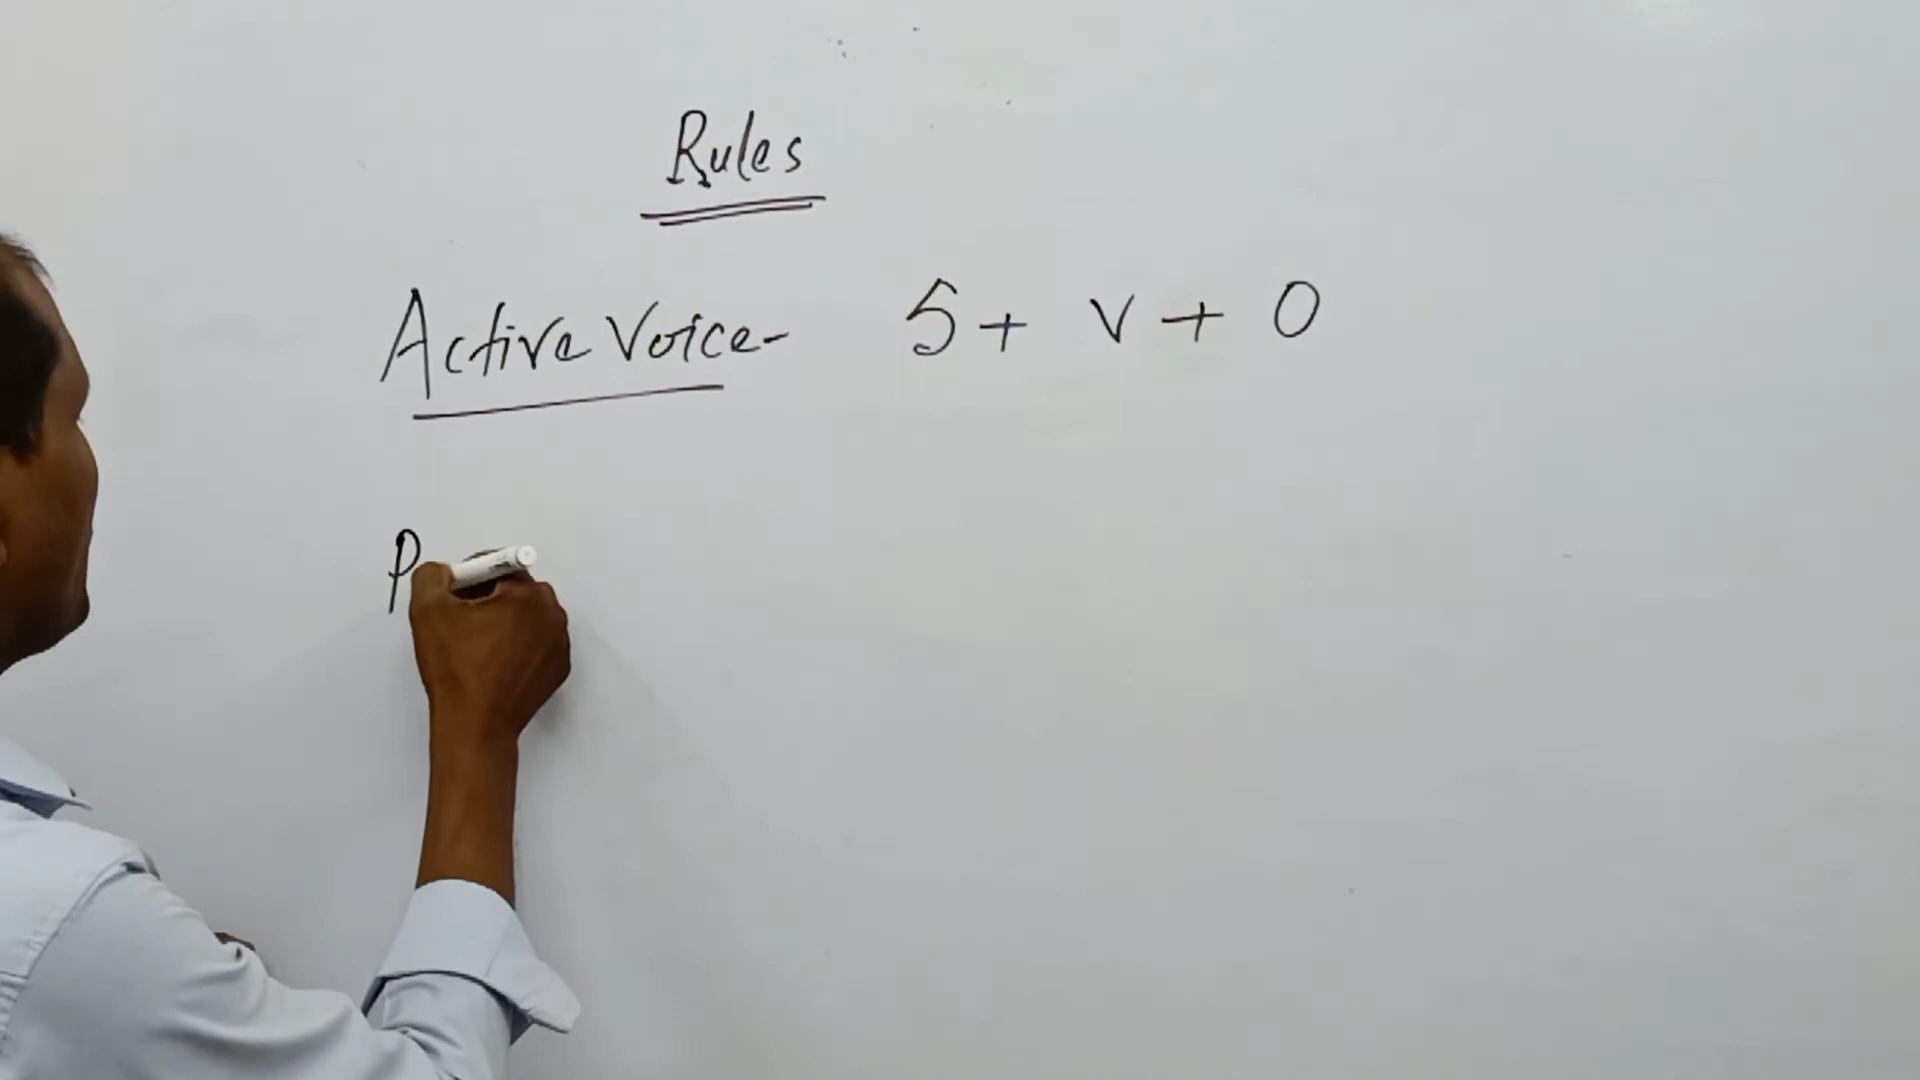 Rules
Active Voice- S + V + O
P